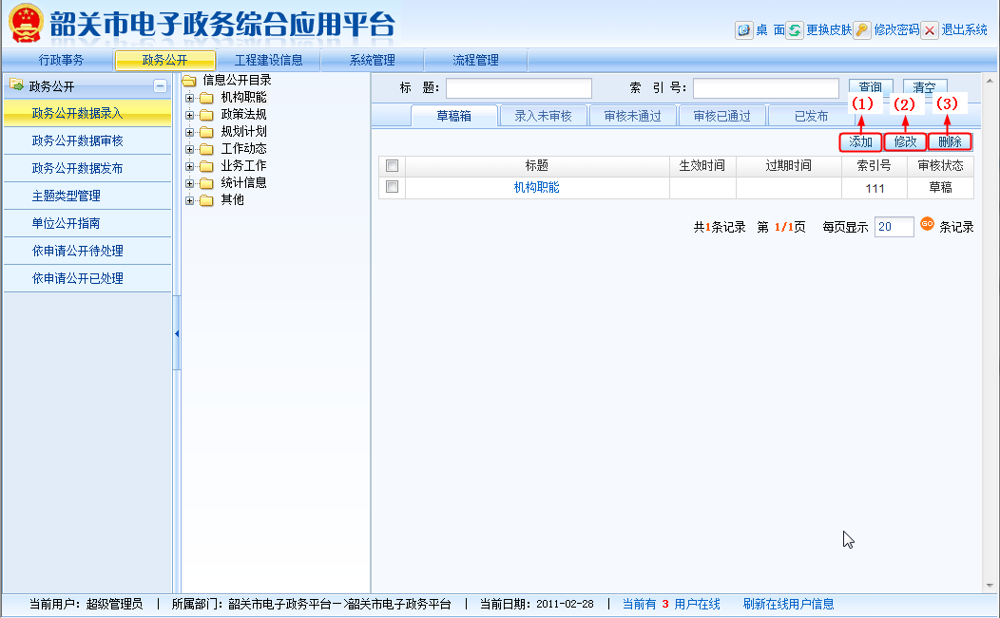 韶关市电子政务综合应用平台
桌 面 更换皮肤 修改密码 退出系统
行政事务 政务公开 工程建设信息 系统管理 流程管理
政务公开
政务公开数据录入
政务公开数据审核
政务公开数据发布
主题类型管理
单位公开指南
依申请公开待处理
依申请公开已处理
信息公开目录
机构职能
政策法规
规划计划
工作动态
业务工作
统计信息
其他
标 题: 索 引 号: 查询 清空
(1) (2) (3)
草稿箱 录入未审核 审核未通过 审核已通过 已发布
添加 修改 删除
标题 生效时间 过期时间 索引号 审核状态
机构职能 111 草稿
共1条记录 第 1/1页 每页显示 20 GO 条记录
当前用户: 超级管理员 | 所属部门: 韶关市电子政务平台—>韶关市电子政务平台 | 当前日期: 2011-02-28 | 当前有 3 用户在线 刷新在线用户信息